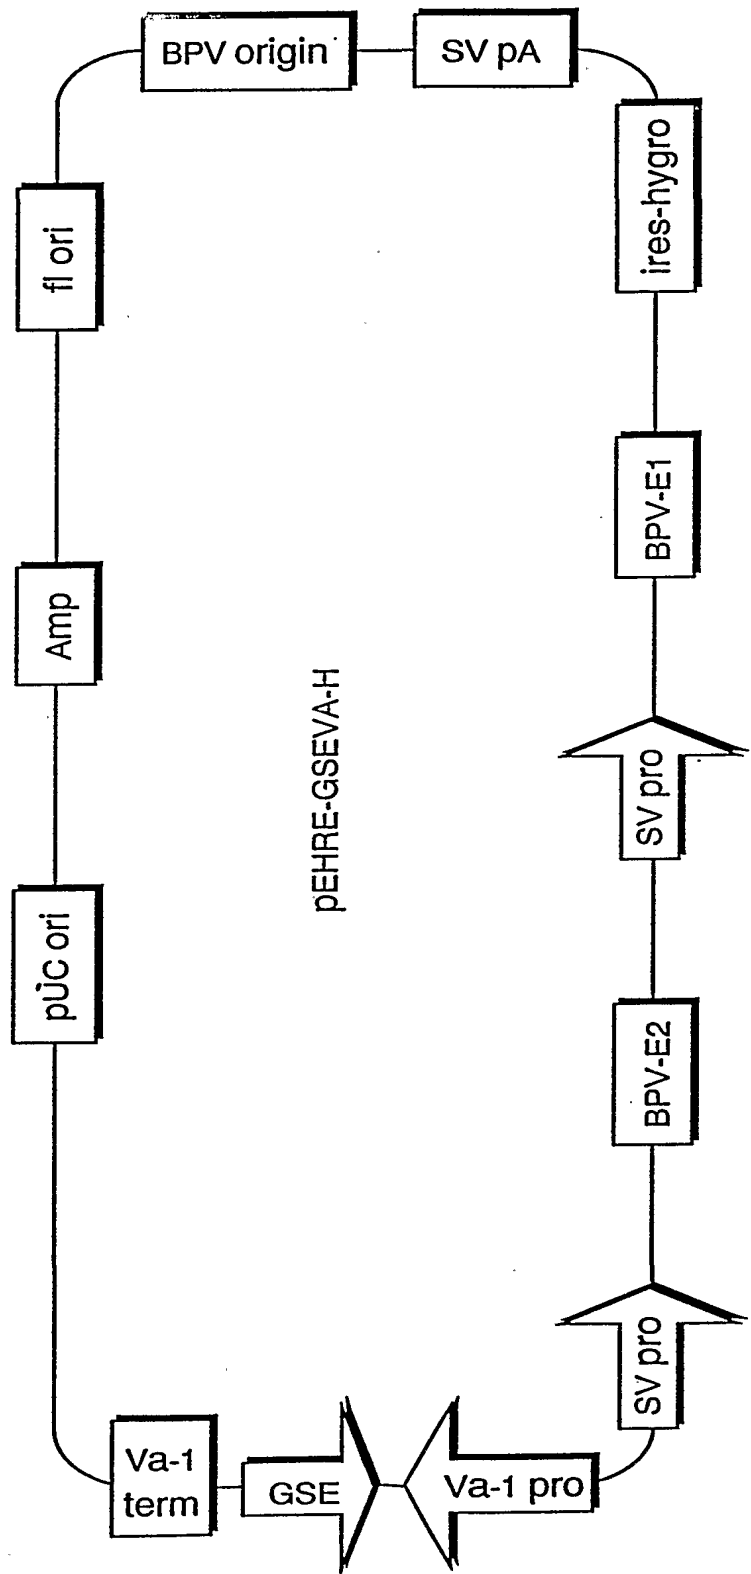 BPV origin
SV pA
ires-hygro
BPV-E1
SV pro
BPV-E2
SV pro
Va-1 pro
GSE
Va-1
term
pUC ori
Amp
fl ori
pEHRE-GSEVA-H